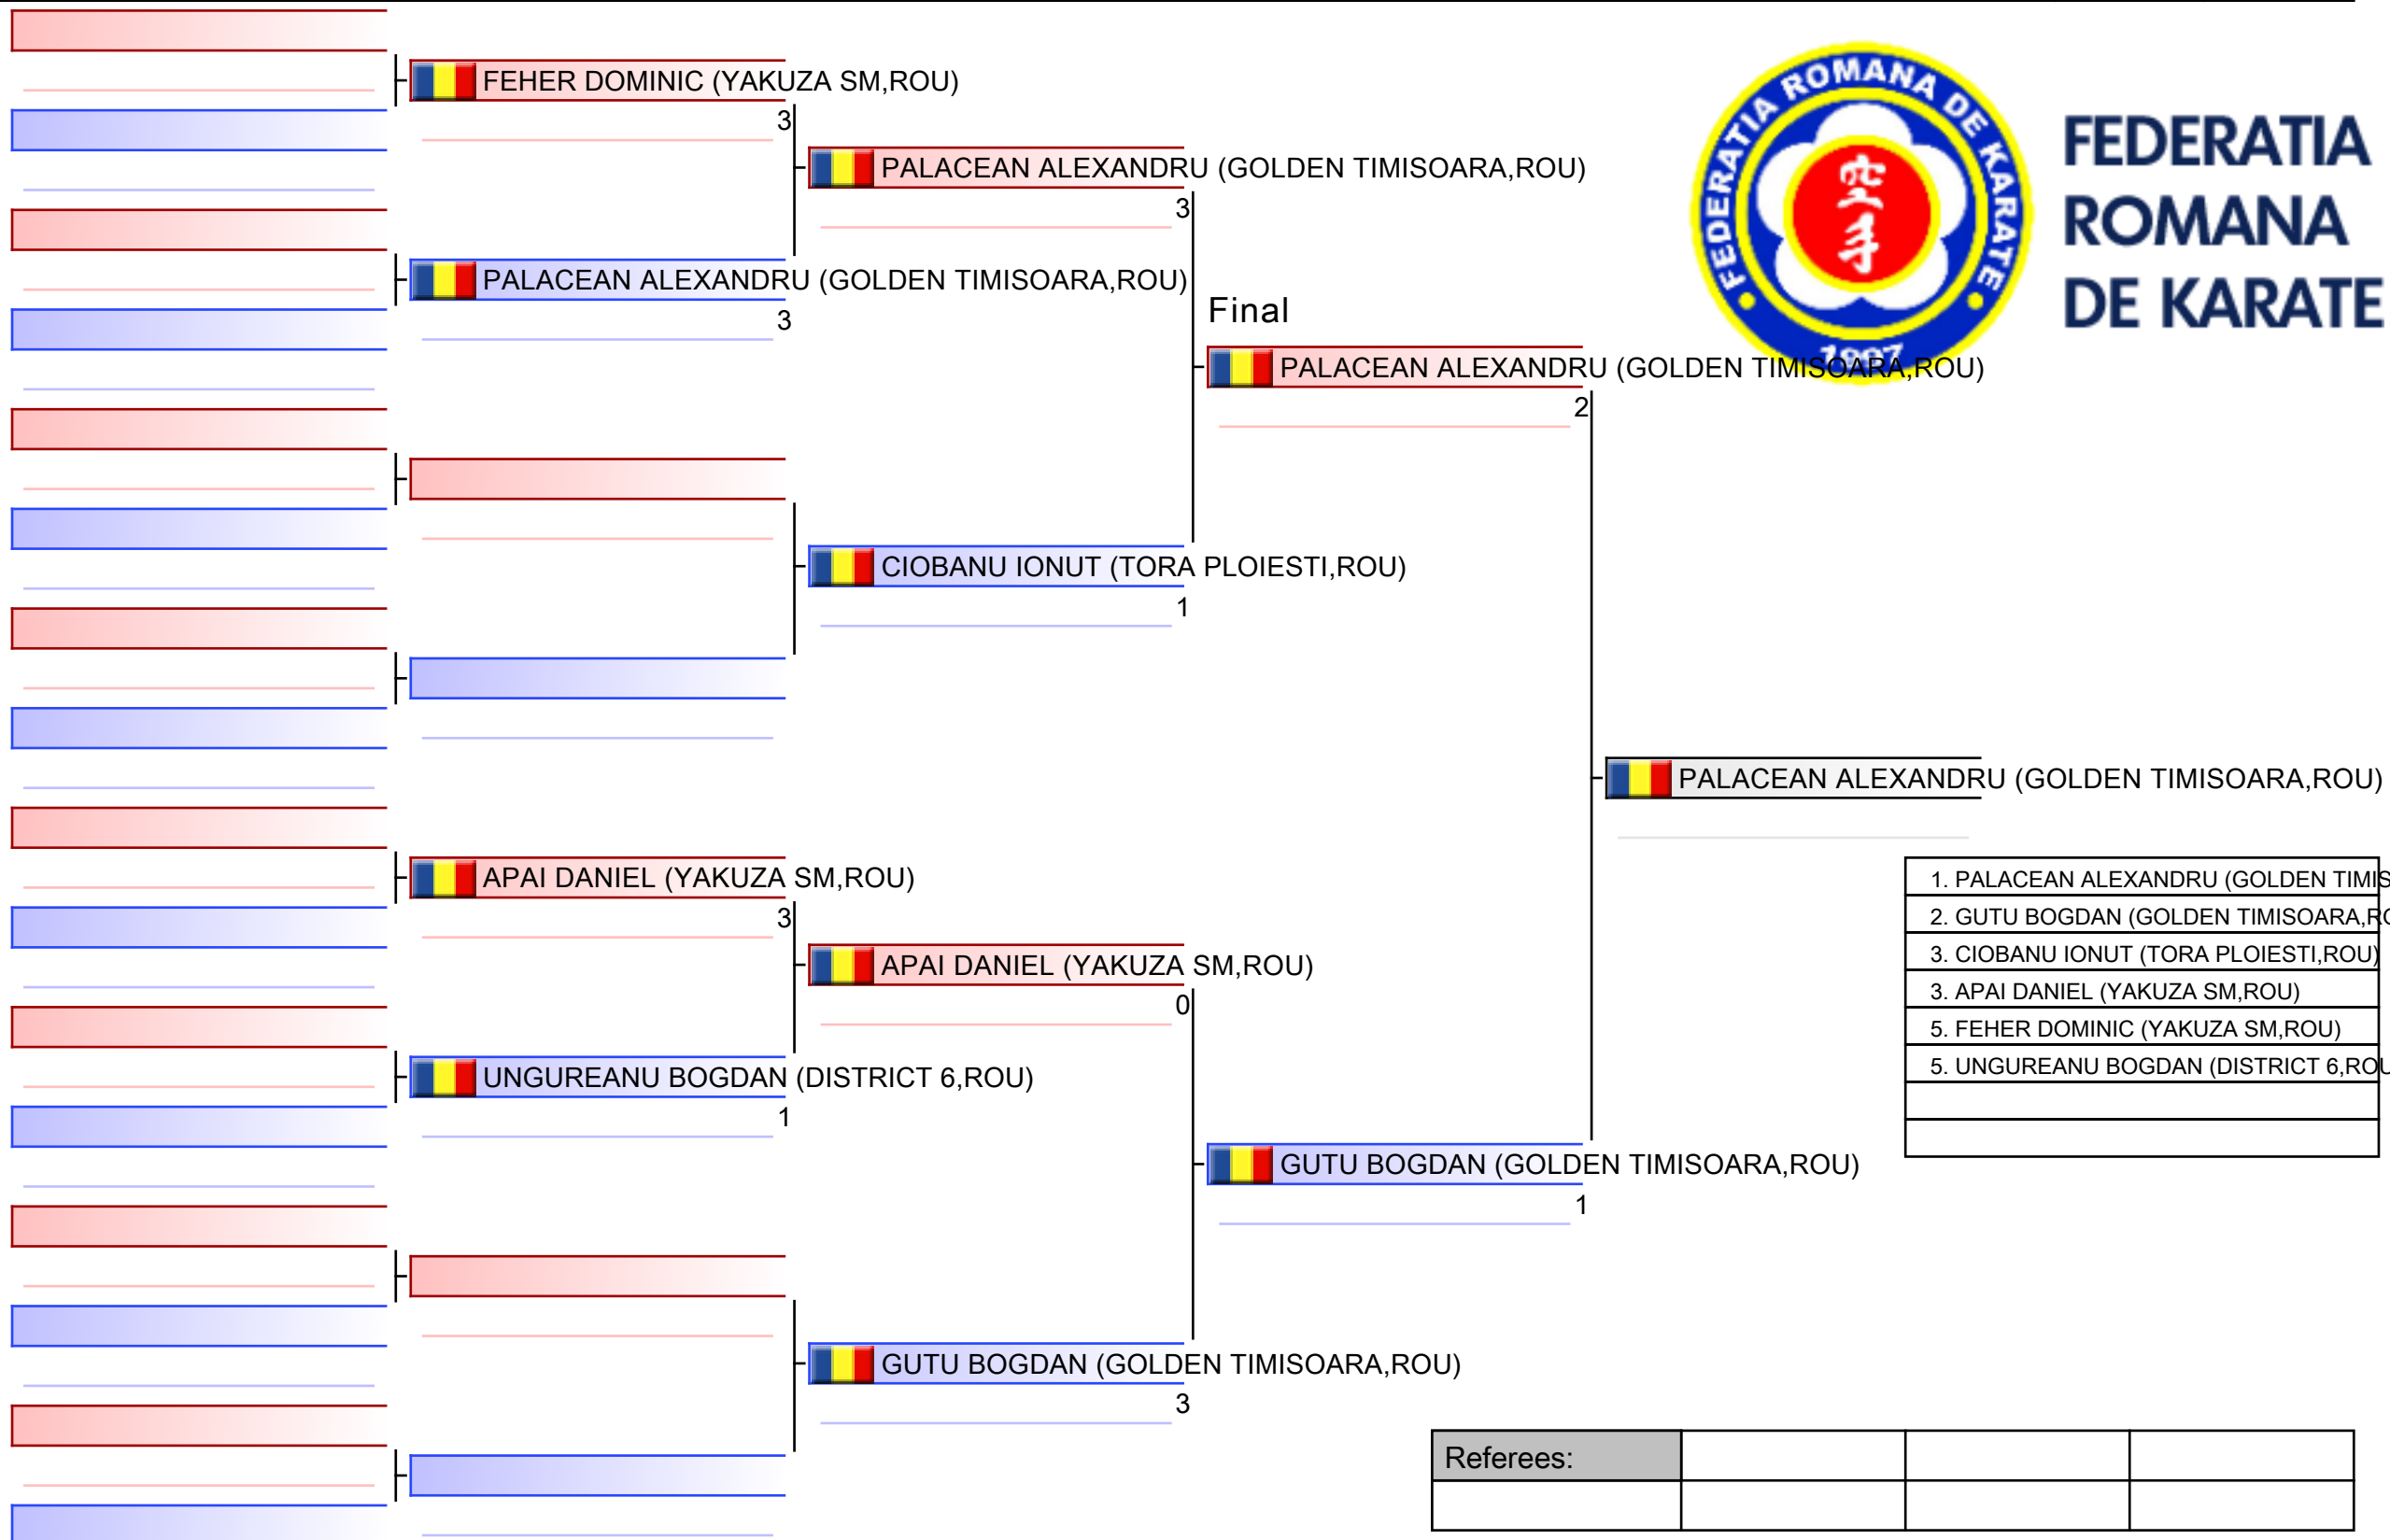 FEHER DOMINIC (YAKUZA SM,ROU)
3
PALACEAN ALEXANDRU (GOLDEN TIMISOARA,ROU)
3
PALACEAN ALEXANDRU (GOLDEN TIMISOARA,ROU)
3
CIOBANU IONUT (TORA PLOIESTI,ROU)
1
APAI DANIEL (YAKUZA SM,ROU)
3
UNGUREANU BOGDAN (DISTRICT 6,ROU)
1
APAI DANIEL (YAKUZA SM,ROU)
0
GUTU BOGDAN (GOLDEN TIMISOARA,ROU)
3
Final
PALACEAN ALEXANDRU (GOLDEN TIMISOARA,ROU)
2
GUTU BOGDAN (GOLDEN TIMISOARA,ROU)
1
PALACEAN ALEXANDRU (GOLDEN TIMISOARA,ROU)
FEDERATIA ROMANA DE KARATE
空手
1997
FEDERATIA
ROMANA
DE KARATE
1. PALACEAN ALEXANDRU (GOLDEN TIMIS
2. GUTU BOGDAN (GOLDEN TIMISOARA,RO
3. CIOBANU IONUT (TORA PLOIESTI,ROU)
3. APAI DANIEL (YAKUZA SM,ROU)
5. FEHER DOMINIC (YAKUZA SM,ROU)
5. UNGUREANU BOGDAN (DISTRICT 6,ROU
Referees: